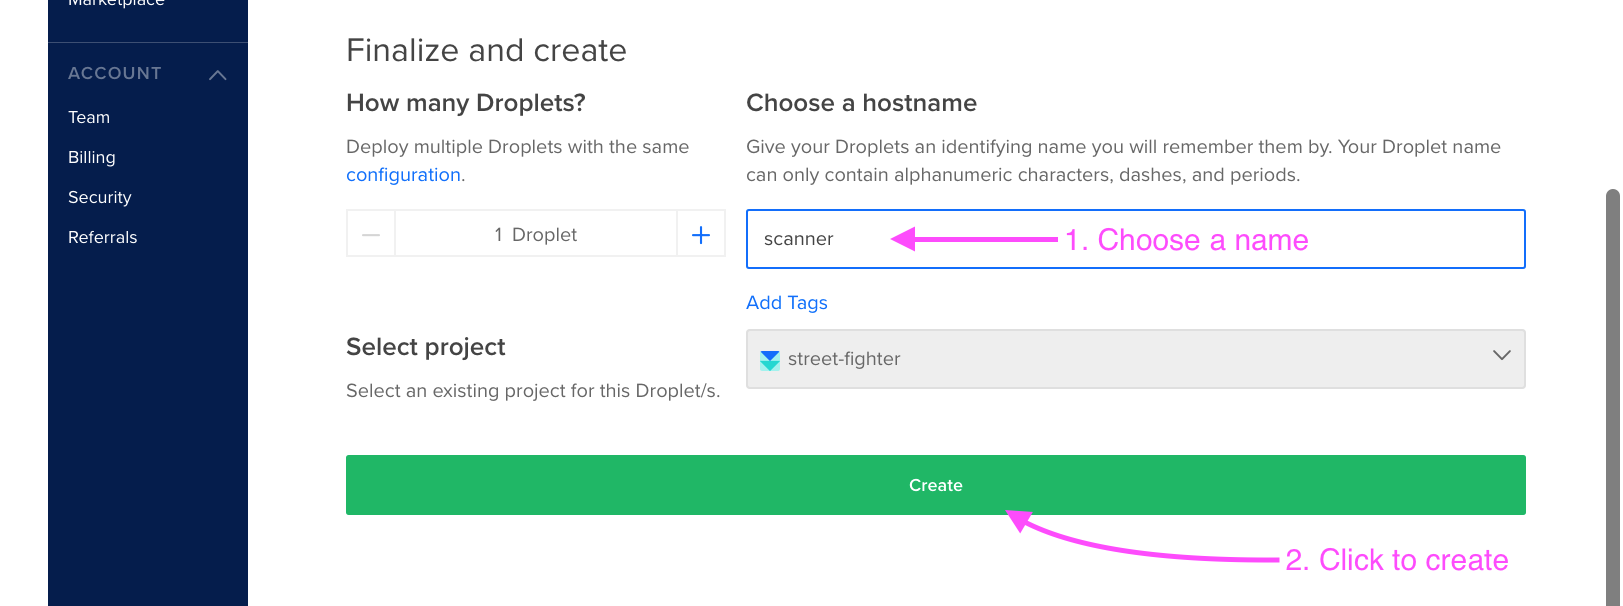 Marketplace
ACCOUNT
Team
Billing
Security
Referrals
Finalize and create
How many Droplets?
Deploy multiple Droplets with the same
configuration.
1 Droplet
Choose a hostname
Give your Droplets an identifying name you will remember them by. Your Droplet name
can only contain alphanumeric characters, dashes, and periods.
scanner
1. Choose a name
Add Tags
Select project
Select an existing project for this Droplet/s.
street-fighter
Create
2. Click to create